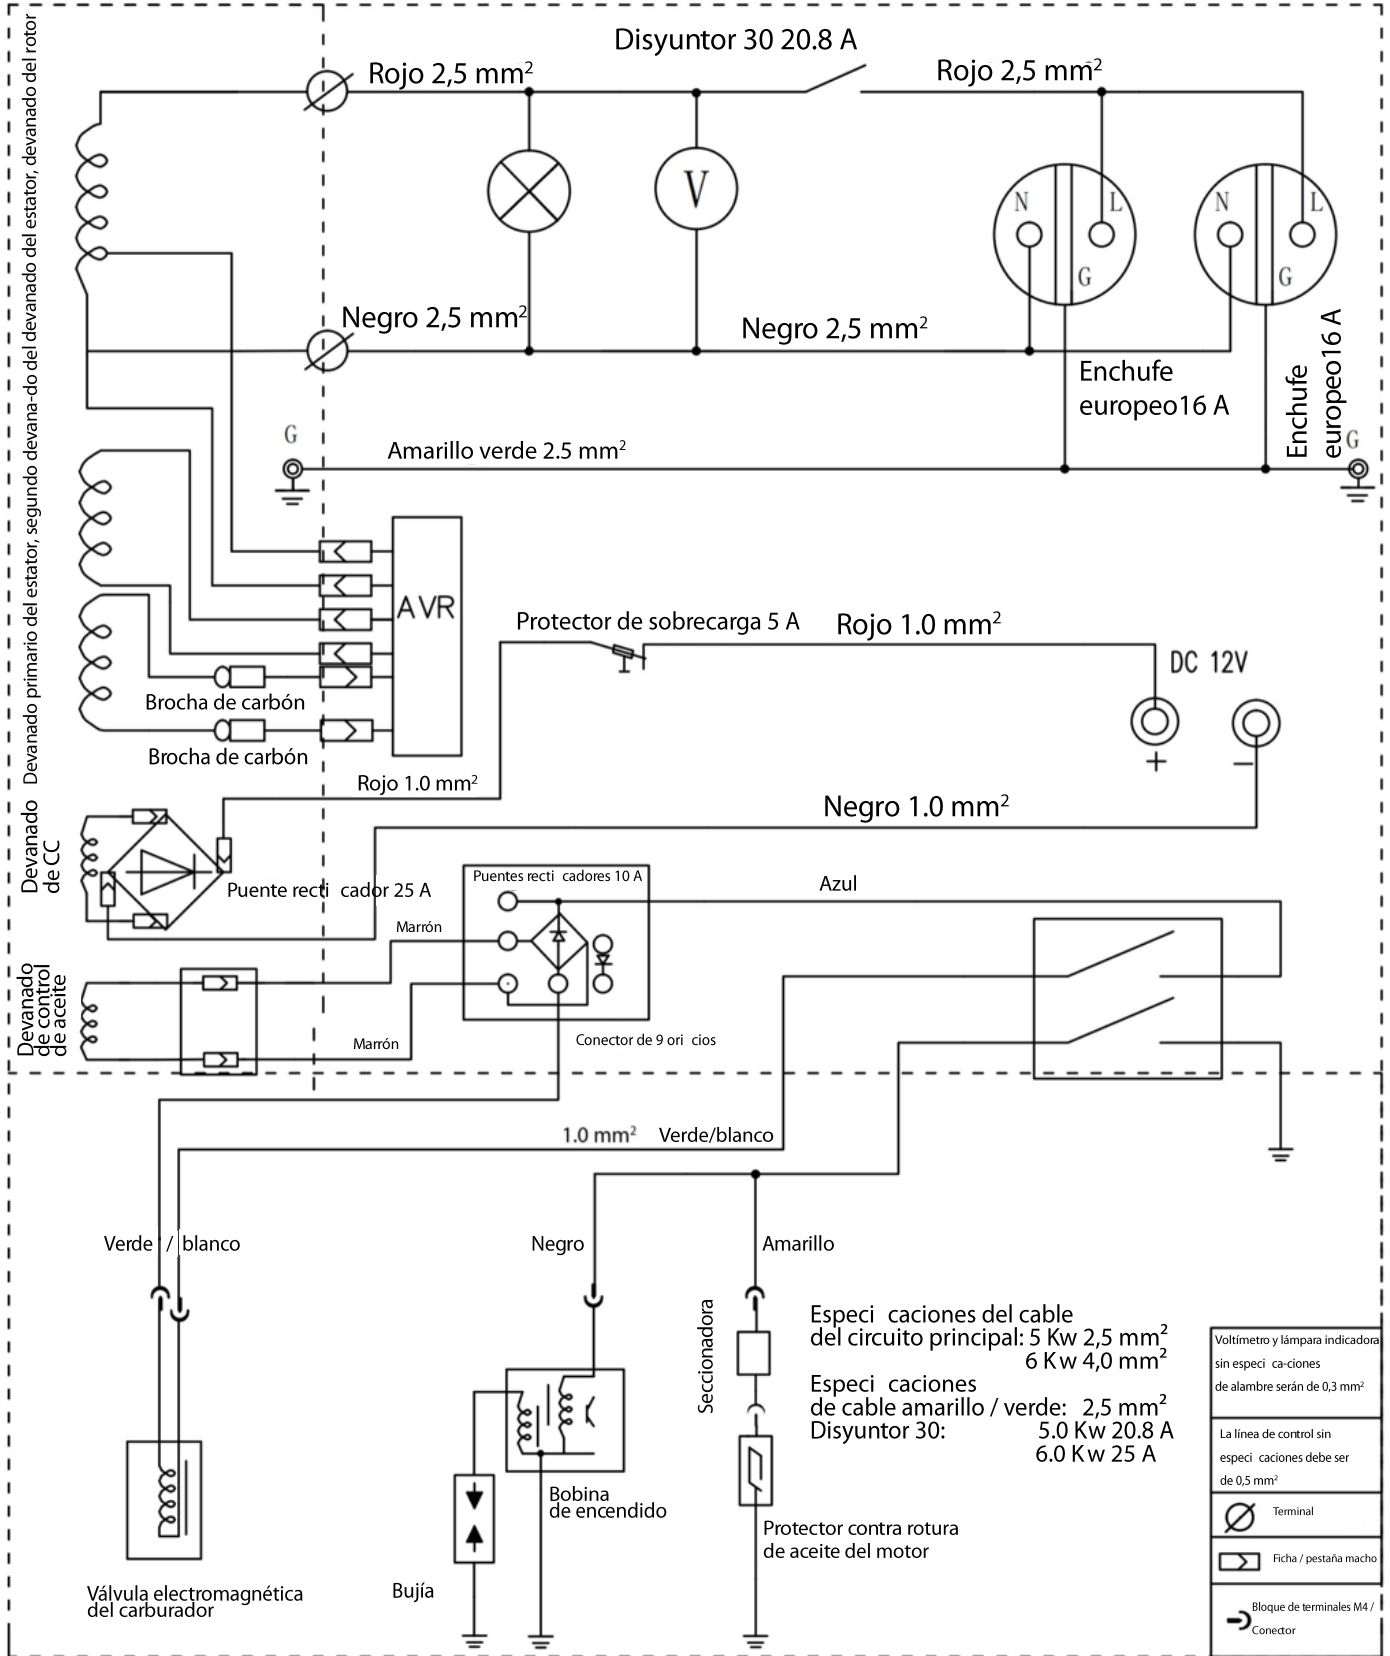 Disyuntor 30 20.8 A
Rojo 2,5 mm²
Rojo 2,5 mm²
V
N
L
G
N
L
G
Negro 2,5 mm²
Negro 2,5 mm²
Enchufe
europeo16 A
Enchufe
europeo16 A
G
Amarillo verde 2.5 mm²
G
Devanado primario del estator, segundo devana-do del devanado del estator, devanado del rotor
AVR
Protector de sobrecarga 5 A
Rojo 1.0 mm²
DC 12V
+
−
Brocha de carbón
Brocha de carbón
Rojo 1.0 mm²
Negro 1.0 mm²
Devanado
de CC
Puente recti cador 25 A
Puentes recti cadores 10 A
Azul
Marrón
Devanado
de control
de aceite
Marrón
Conector de 9 ori cios
1.0 mm² Verde/blanco
Verde / blanco
Negro
Amarillo
Seccionadora
Especi caciones del cable
del circuito principal: 5 Kw 2,5 mm²
6 Kw 4,0 mm²
Especi caciones
de cable amarillo / verde: 2,5 mm²
Disyuntor 30: 5.0 Kw 20.8 A
6.0 Kw 25 A
Bobina
de encendido
Protector contra rotura
de aceite del motor
Bujía
Válvula electromagnética
del carburador
Voltímetro y lámpara indicadora
sin especi ca-ciones
de alambre serán de 0,3 mm²
La línea de control sin
especi caciones debe ser
de 0,5 mm²
Terminal
Ficha / pestaña macho
Bloque de terminales M4 /
Conector